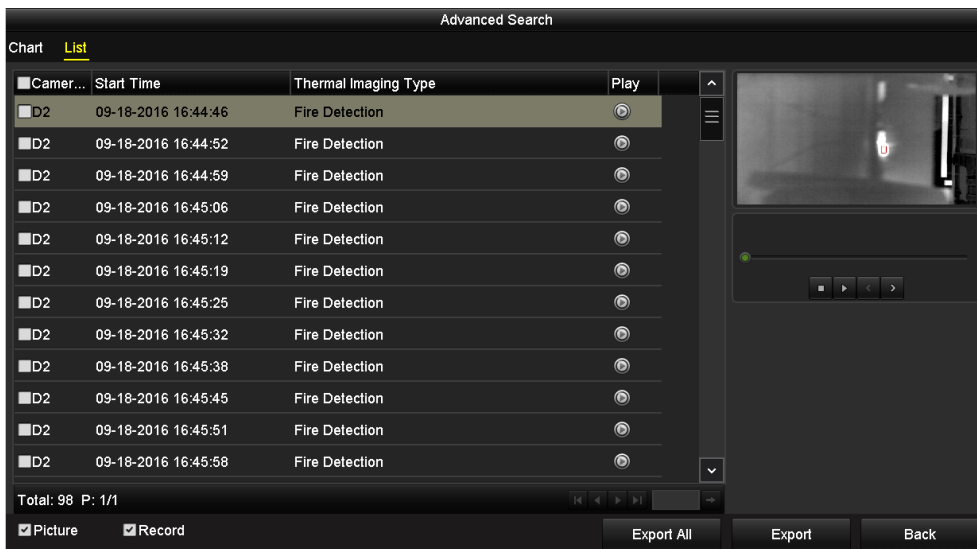 Advanced Search
Chart List
Camer... Start Time Thermal Imaging Type Play
D2 09-18-2016 16:44:46 Fire Detection
D2 09-18-2016 16:44:52 Fire Detection
D2 09-18-2016 16:44:59 Fire Detection
D2 09-18-2016 16:45:06 Fire Detection
D2 09-18-2016 16:45:12 Fire Detection
D2 09-18-2016 16:45:19 Fire Detection
D2 09-18-2016 16:45:25 Fire Detection
D2 09-18-2016 16:45:32 Fire Detection
D2 09-18-2016 16:45:38 Fire Detection
D2 09-18-2016 16:45:45 Fire Detection
D2 09-18-2016 16:45:51 Fire Detection
D2 09-18-2016 16:45:58 Fire Detection
Total: 98 P: 1/1
Picture Record Export All Export Back